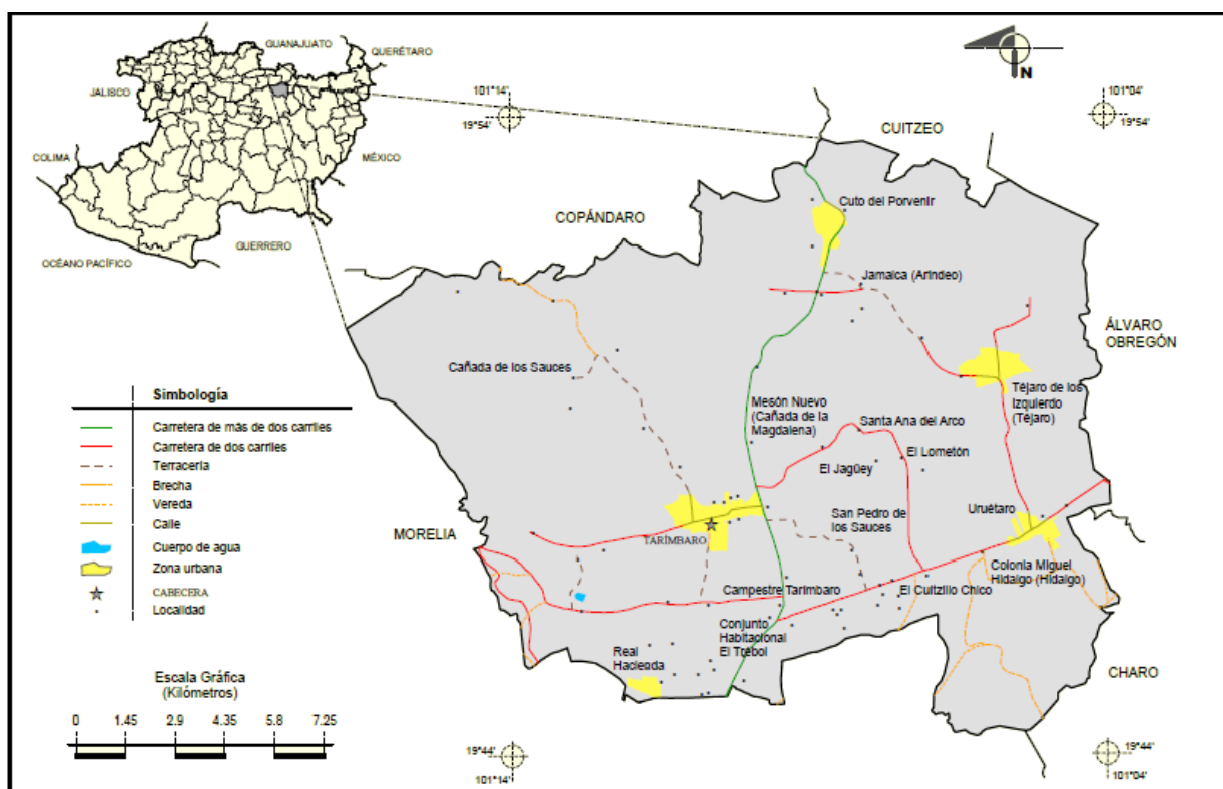 GUANAJUATO
QUERÉTARO
JALISCO
COLIMA
MÉXICO
GUERRERO
OCÉANO PACÍFICO
N
101°14'
19°54'
101°04'
19°54'
CUITZEO
COPÁNDARO
Cuto del Porvenir
Jamaica (Arindeo)
ÁLVARO
OBREGÓN
Cañada de los Sauces
Téjaro de los
Izquierdo
(Téjaro)
Mesón Nuevo
(Cañada de la
Magdalena)
Santa Ana del Arco
El Lometón
El Jagüey
San Pedro de
los Sauces
Uruétaro
MORELIA
TARÍMBARO
Colonia Miguel
Hidalgo (Hidalgo)
Campestre Tarímbaro
El Cuitzillo Chico
Conjunto
Habitacional
El Trébol
Real
Hacienda
CHARO
Simbología
Carretera de más de dos carriles
Carretera de dos carriles
Terracería
Brecha
Vereda
Calle
Cuerpo de agua
Zona urbana
CABECERA
Localidad
Escala Gráfica
(Kilómetros)
0 1.45 2.9 4.35 5.8 7.25
19°44'
101°14'
19°44'
101°04'